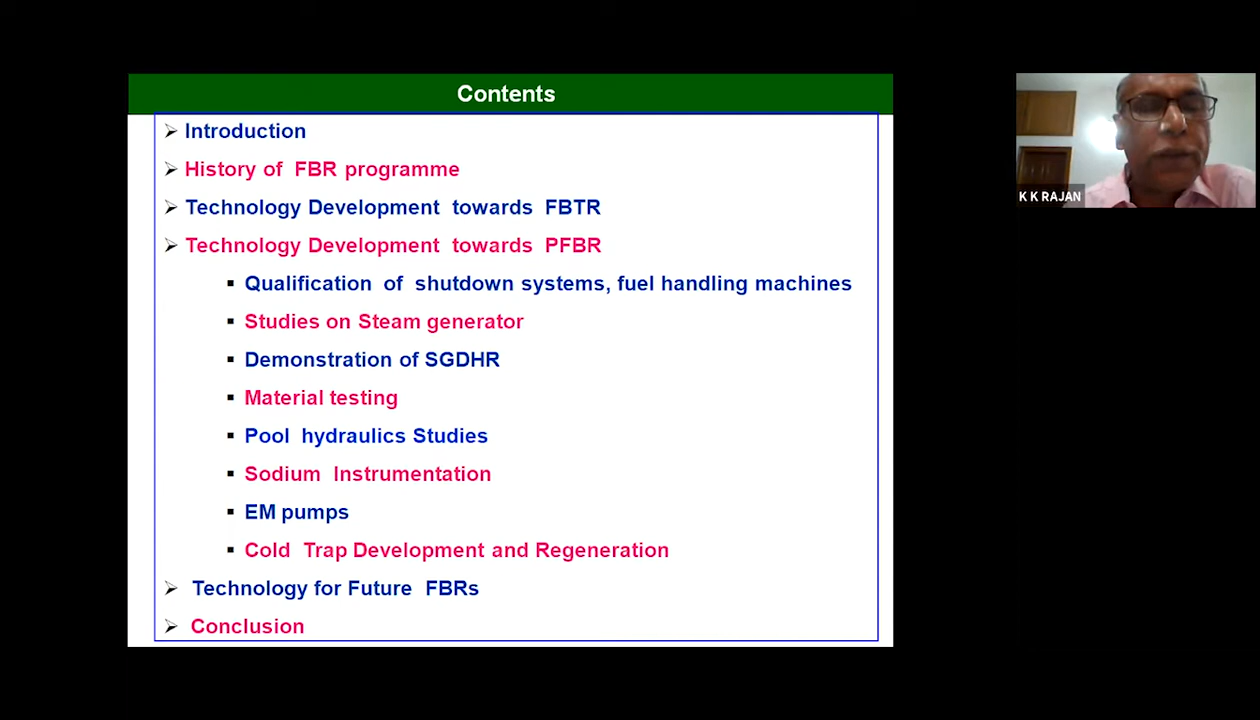 Contents
Introduction
History of FBR programme
Technology Development towards FBTR
Technology Development towards PFBR
Qualification of shutdown systems, fuel handling machines
Studies on Steam generator
Demonstration of SGDHR
Material testing
Pool hydraulics Studies
Sodium Instrumentation
EM pumps
Cold Trap Development and Regeneration
Technology for Future FBRs
Conclusion
K K RAJAN